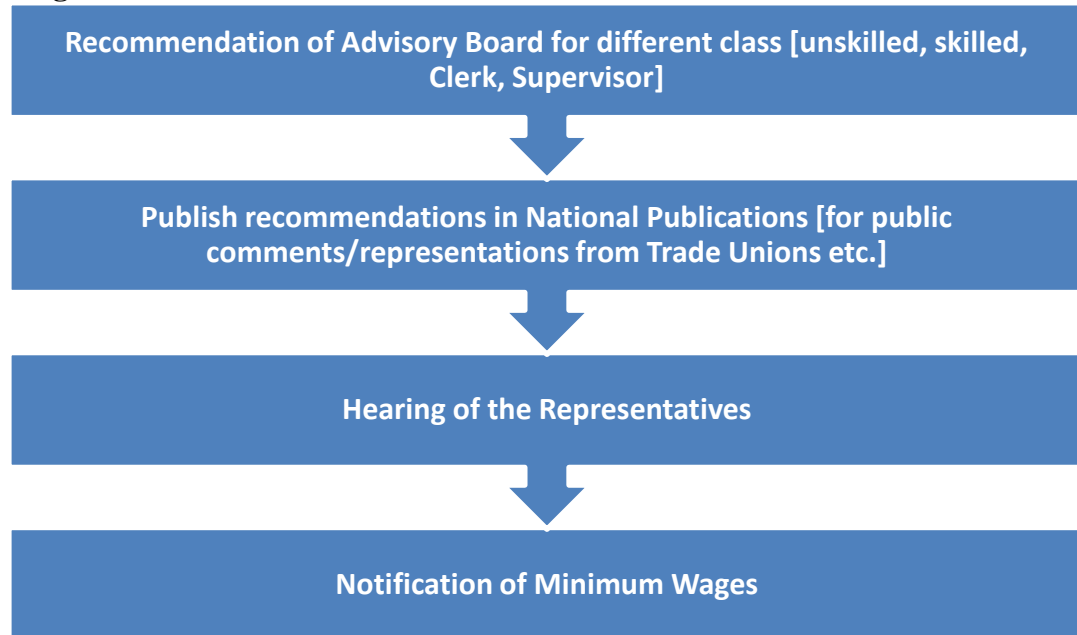 Recommendation of Advisory Board for different class [unskilled, skilled,
Clerk, Supervisor]
Publish recommendations in National Publications [for public
comments/representations from Trade Unions etc.]
Hearing of the Representatives
Notification of Minimum Wages